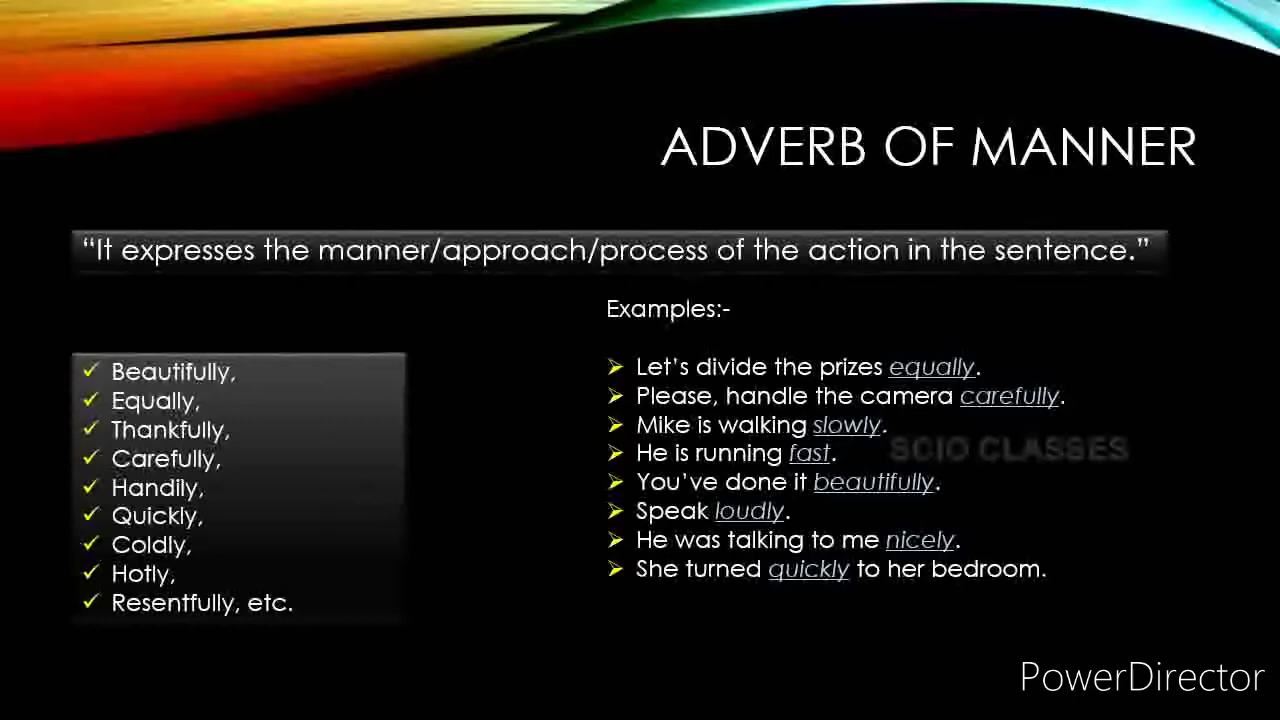 ADVERB OF MANNER
“It expresses the manner/approach/process of the action in the sentence.”
Beautifully,
Equally,
Thankfully,
Carefully,
Handily,
Quickly,
Coldly,
Hotly,
Resentfully, etc.
Examples:-
Let’s divide the prizes equally.
Please, handle the camera carefully.
Mike is walking slowly.
He is running fast.
SCIO CLASSES
You’ve done it beautifully.
Speak loudly.
He was talking to me nicely.
She turned quickly to her bedroom.
PowerDirector